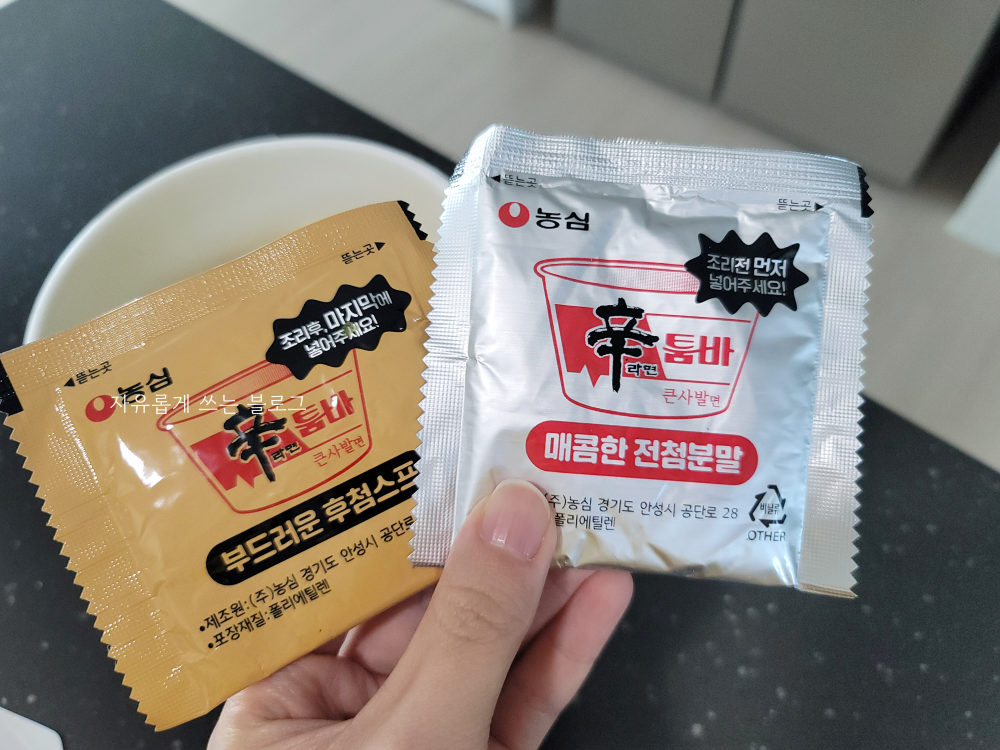 ◀뜯는곳
뜯는곳▶
농심
조리전 먼저
넣어주세요!
辛
라면
툼바
큰사발면
매콤한 전첨분말
(주)농심 경기도 안성시 공단로 28
폴리에틸렌
비닐류
OTHER
뜯는곳▶
◀뜯는곳
조리후, 마지막에
넣어주세요!
농심
자유롭게 쓰는 블로그
辛
라면
툼바
큰사발면
부드러운 후첨스프
•제조원:(주)농심 경기도 안성시 공단로
•포장재질:폴리에틸렌